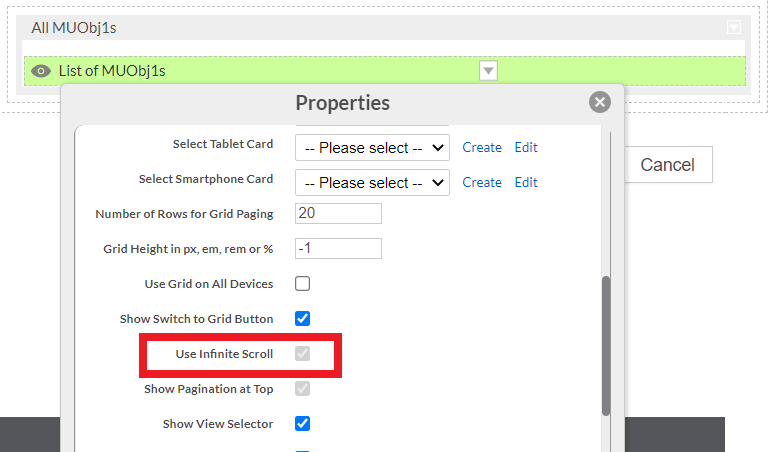 All MUObj1s
List of MUObj1s
Properties
Select Tablet Card -- Please select -- Create Edit
Cancel
Select Smartphone Card -- Please select -- Create Edit
Number of Rows for Grid Paging 20
Grid Height in px, em, rem or % -1
Use Grid on All Devices
Show Switch to Grid Button
Use Infinite Scroll
Show Pagination at Top
Show View Selector